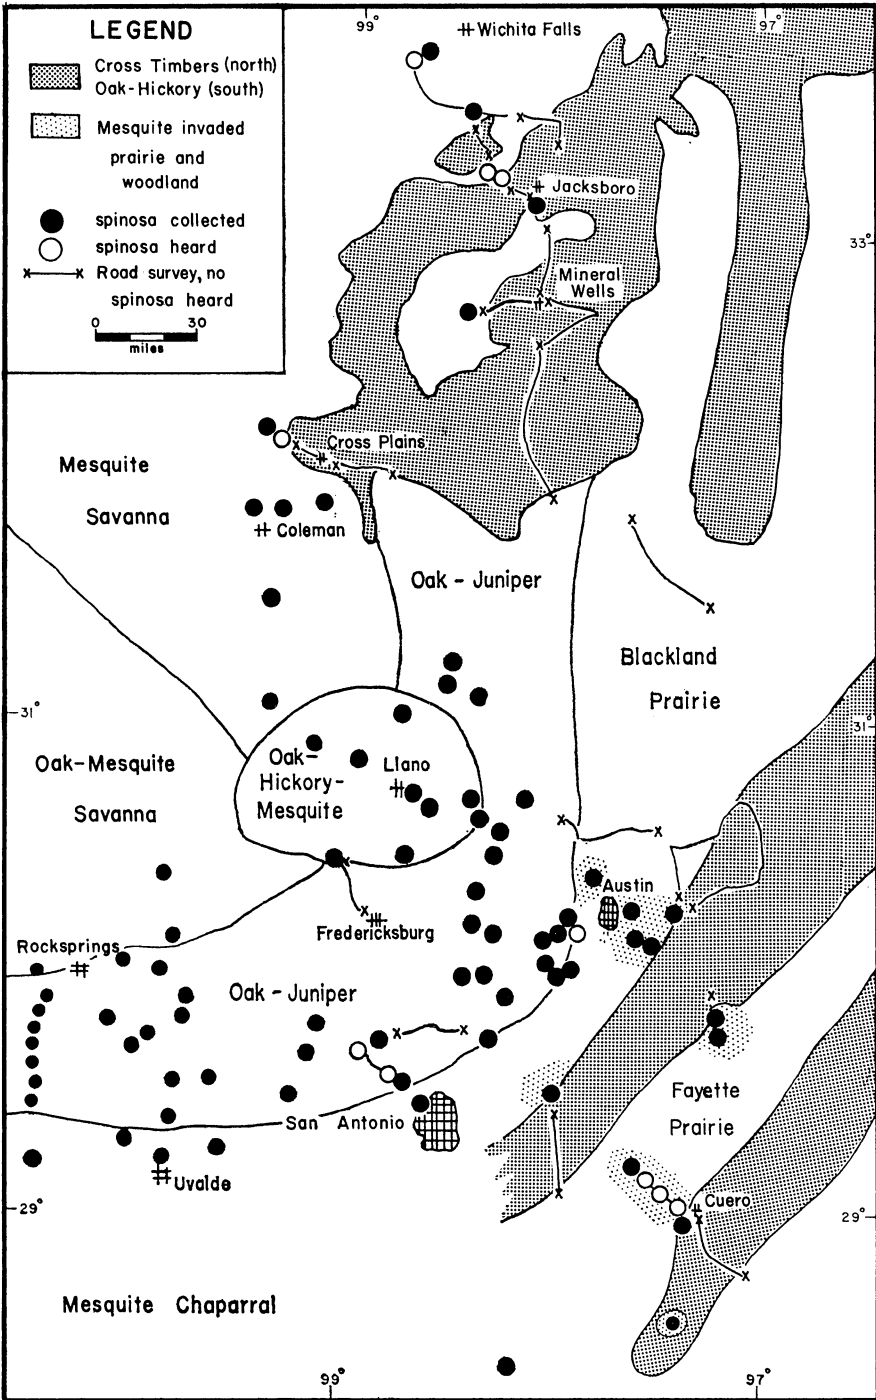 LEGEND
Cross Timbers (north)
Oak-Hickory (south)
Mesquite invaded
prairie and
woodland
spinosa collected
spinosa heard
x x Road survey, no
spinosa heard
0 30
miles
99°
97°
Wichita Falls
Jacksboro
33°
Mineral
Wells
Cross Plains
Mesquite
Savanna
Coleman
Oak - Juniper
Blackland
Prairie
31°
31°
Oak-Mesquite
Savanna
Oak-
Hickory-
Mesquite
Llano
Austin
Fredericksburg
Rocksprings
Oak - Juniper
Fayette
Prairie
San Antonio
Uvalde
Cuero
29°
29°
Mesquite Chaparral
99°
97°